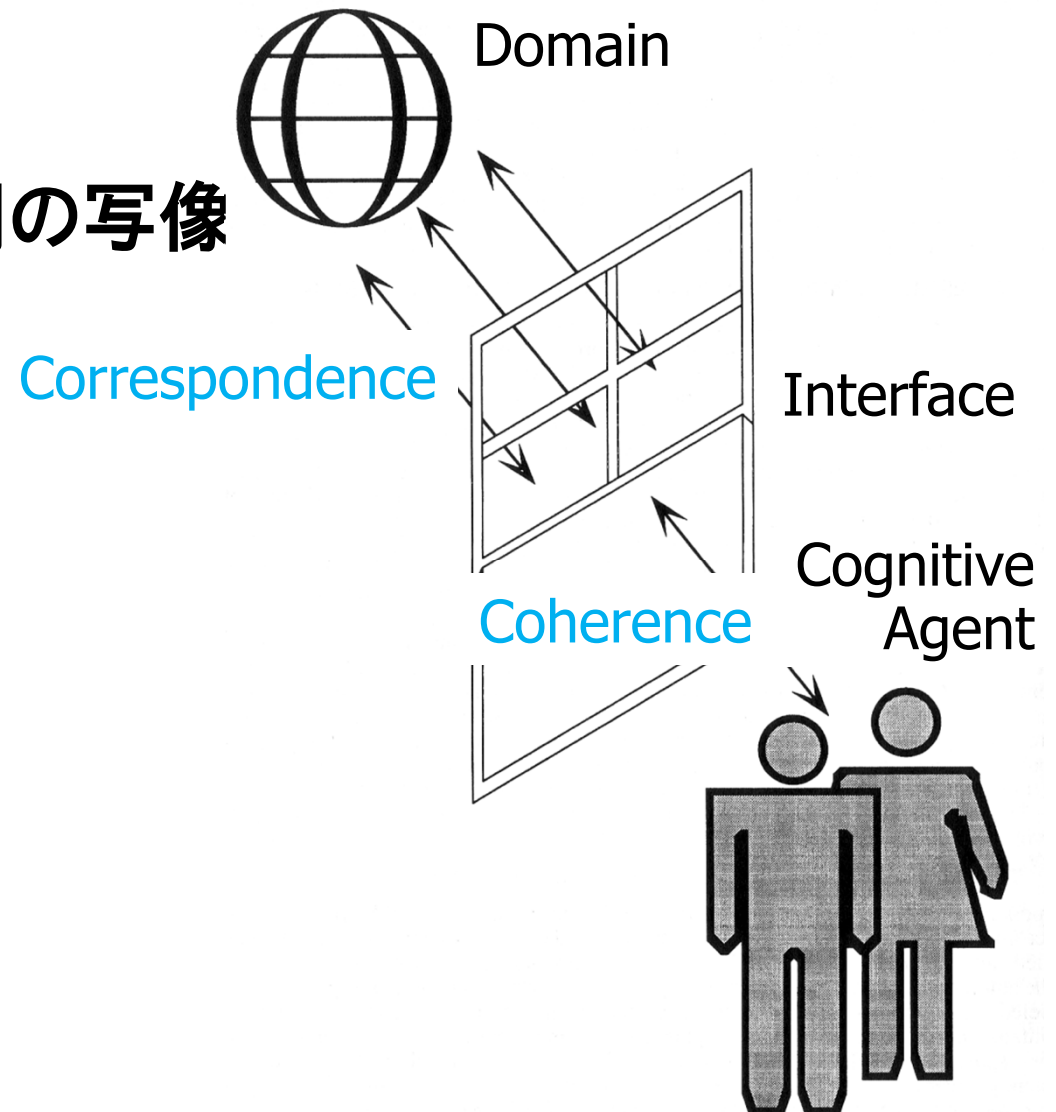 Domain
の写像
Correspondence
Interface
Cognitive
Agent
Coherence